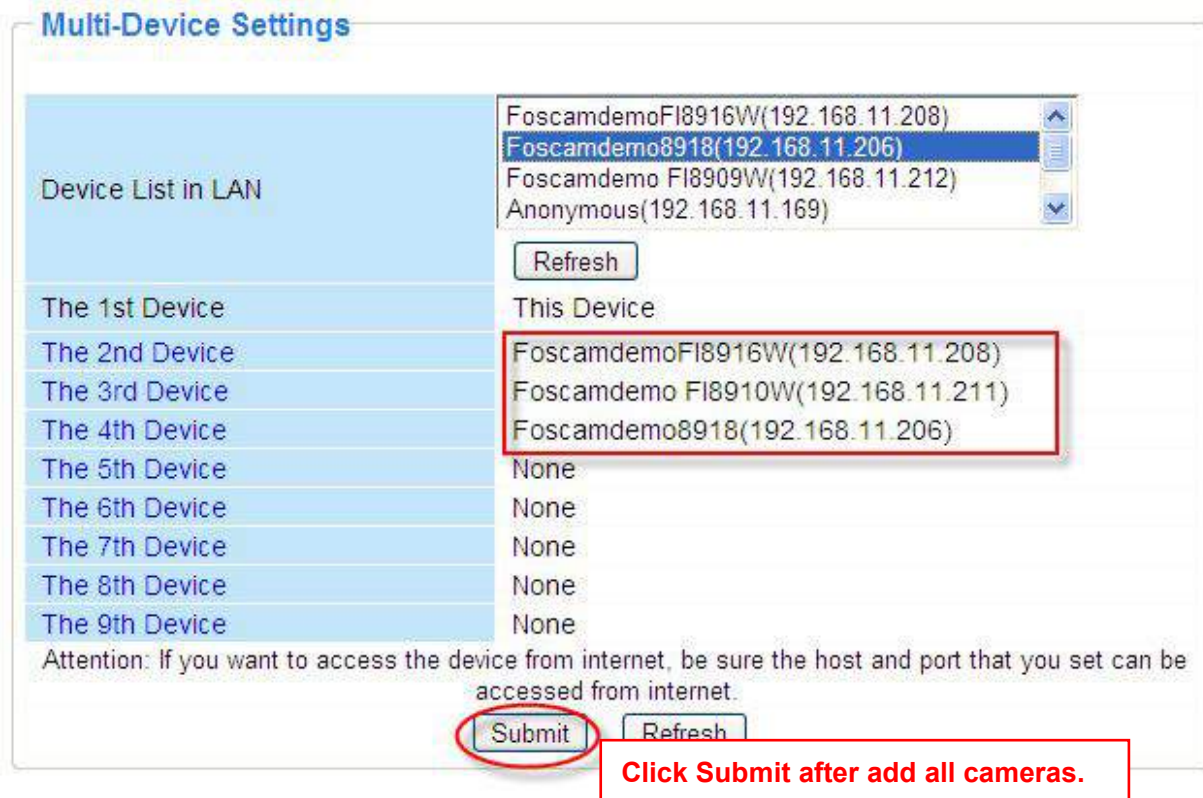 Multi-Device Settings
Device List in LAN
FoscamdemoFI8916W(192.168.11.208)
Foscamdemo8918(192.168.11.206)
Foscamdemo FI8909W(192.168.11.212)
Anonymous(192.168.11.169)
Refresh
The 1st Device This Device
The 2nd Device FoscamdemoFI8916W(192.168.11.208)
The 3rd Device Foscamdemo FI8910W(192.168.11.211)
The 4th Device Foscamdemo8918(192.168.11.206)
The 5th Device None
The 6th Device None
The 7th Device None
The 8th Device None
The 9th Device None
Attention: If you want to access the device from internet, be sure the host and port that you set can be
accessed from internet.
Submit Refresh
Click Submit after add all cameras.